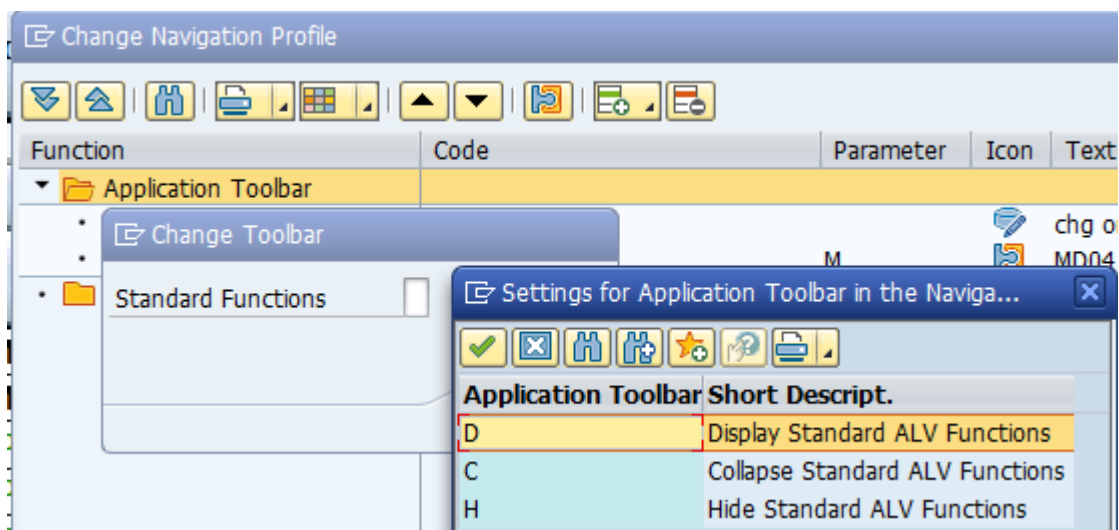 Change Navigation Profile
Function Code Parameter Icon Text
Application Toolbar
chg
M MD04
Change Toolbar
Standard Functions
Settings for Application Toolbar in the Naviga...
Application Toolbar Short Descript.
D Display Standard ALV Functions
C Collapse Standard ALV Functions
H Hide Standard ALV Functions